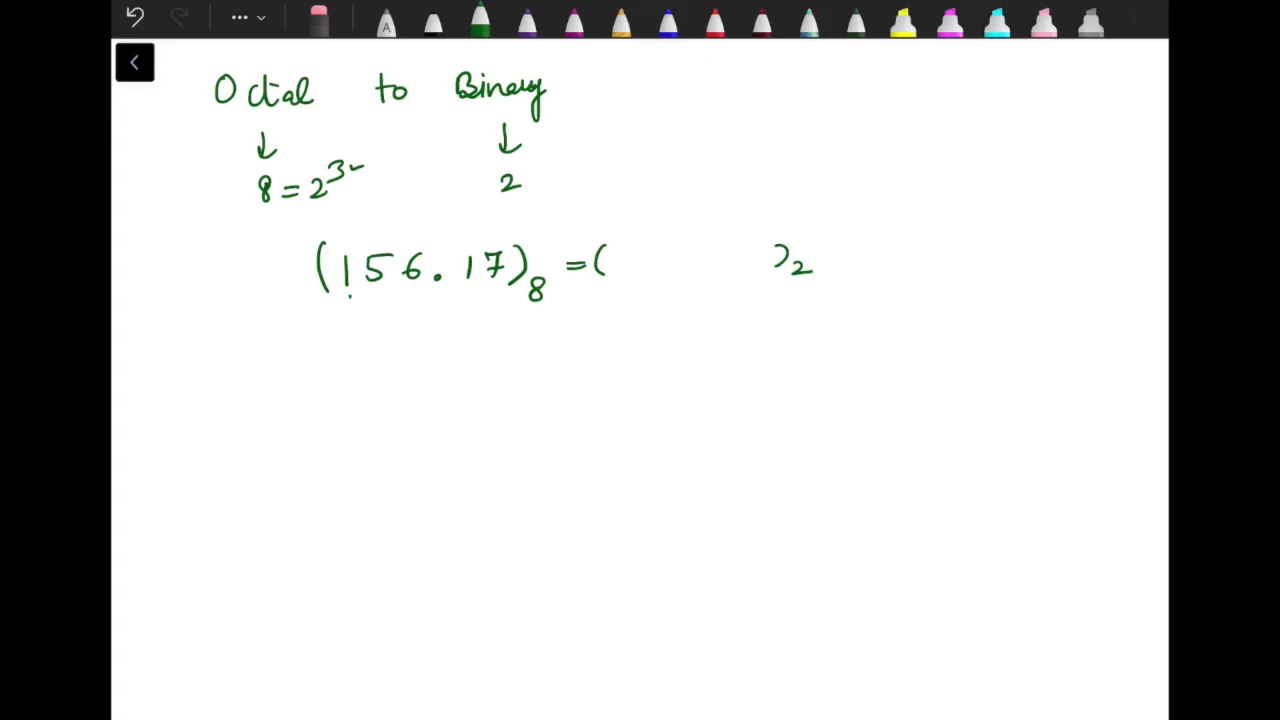 Octal to Binary
↓ ↓
8 = 2³ 2
(156.17)₈ = ( )₂
A